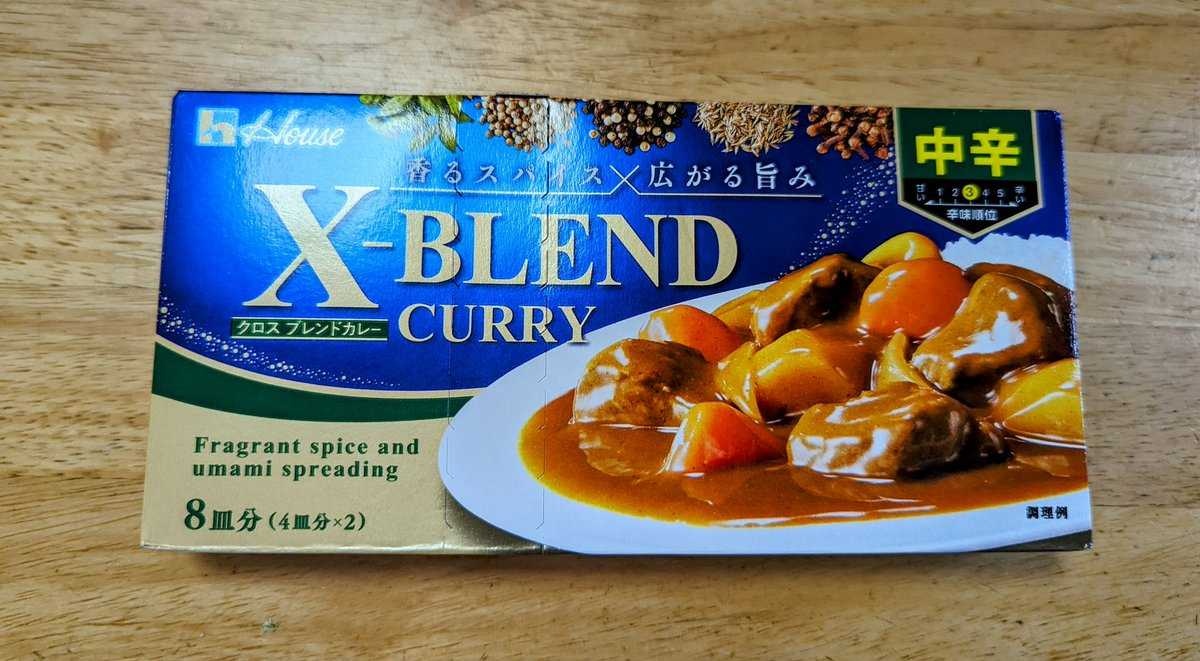 House
香るスパイス×広がる旨み
X-BLEND
CURRY
クロス ブレンドカレー
中辛
甘い 1 2 3 4 5 辛い
辛味順位
Fragrant spice and
umami spreading
8皿分(4皿分×2)
調理例